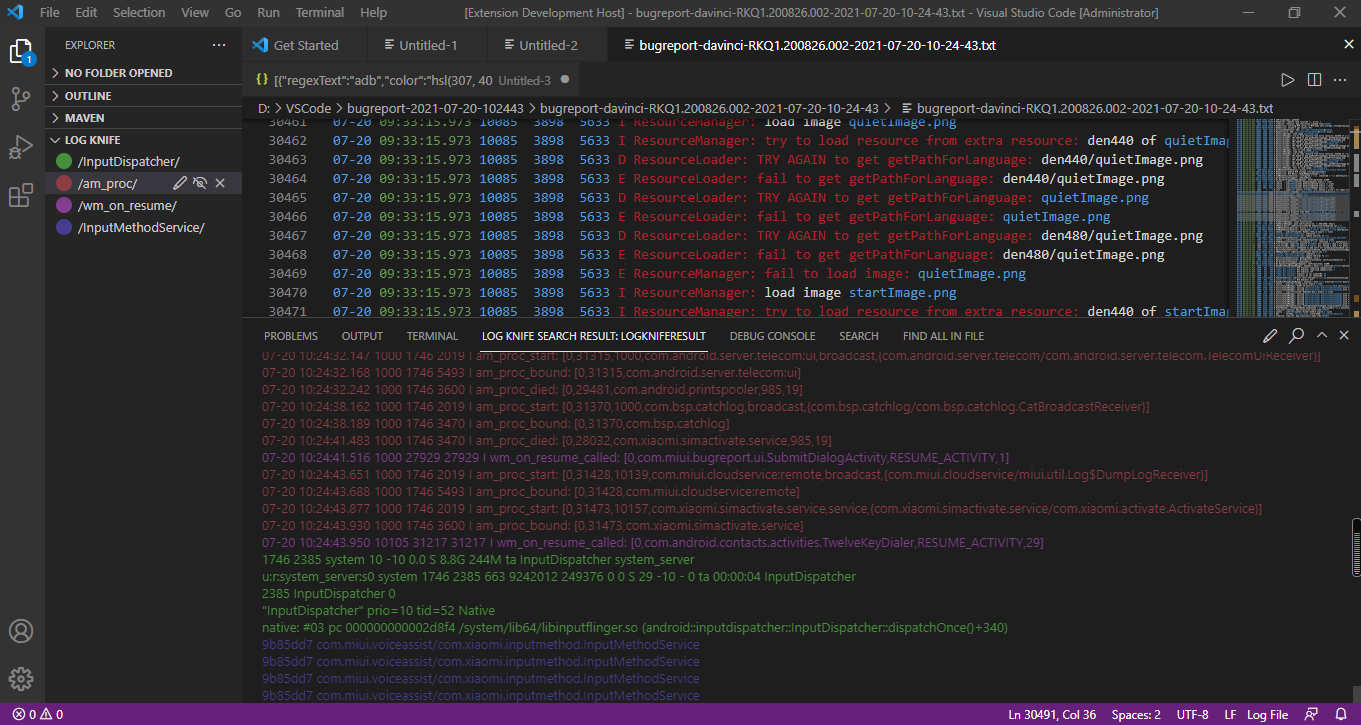 File Edit Selection View Go Run Terminal Help [Extension Development Host] - bugreport-davinci-RKQ1.200826.002-2021-07-20-10-24-43.txt - Visual Studio Code [Administrator]
EXPLORER
1
NO FOLDER OPENED
OUTLINE
MAVEN
LOG KNIFE
/InputDispatcher/
/am_proc/
/wm_on_resume/
/InputMethodService/
Get Started Untitled-1 Untitled-2 bugreport-davinci-RKQ1.200826.002-2021-07-20-10-24-43.txt
{} [{"regexText":"adb","color":"hsl(307, 40 Untitled-3
D: > VSCode > bugreport-2021-07-20-102443 > bugreport-davinci-RKQ1.200826.002-2021-07-20-10-24-43 > bugreport-davinci-RKQ1.200826.002-2021-07-20-10-24-43.txt
30461 07-20 09:33:15.973 10085 3898 5633 I ResourceManager: load image quietImage.png
30462 07-20 09:33:15.973 10085 3898 5633 I ResourceManager: try to load resource from extra resource: den440 of quietIma
30463 07-20 09:33:15.973 10085 3898 5633 D ResourceLoader: TRY AGAIN to get getPathForLanguage: den440/quietImage.png
30464 07-20 09:33:15.973 10085 3898 5633 E ResourceLoader: fail to get getPathForLanguage: den440/quietImage.png
30465 07-20 09:33:15.973 10085 3898 5633 D ResourceLoader: TRY AGAIN to get getPathForLanguage: quietImage.png
30466 07-20 09:33:15.973 10085 3898 5633 E ResourceLoader: fail to get getPathForLanguage: quietImage.png
30467 07-20 09:33:15.973 10085 3898 5633 D ResourceLoader: TRY AGAIN to get getPathForLanguage: den480/quietImage.png
30468 07-20 09:33:15.973 10085 3898 5633 E ResourceLoader: fail to get getPathForLanguage: den480/quietImage.png
30469 07-20 09:33:15.973 10085 3898 5633 E ResourceManager: fail to load image: quietImage.png
30470 07-20 09:33:15.973 10085 3898 5633 I ResourceManager: load image startImage.png
30471 07-20 09:33:15.973 10085 3898 5633 I ResourceManager: try to load resource from extra resource: den440 of startIma
PROBLEMS OUTPUT TERMINAL LOG KNIFE SEARCH RESULT: LOGKNIFERESULT DEBUG CONSOLE SEARCH FIND ALL IN FILE
07-20 10:24:32.147 1000 1746 2019 I am_proc_start: [0,31315,1000,com.android.server.telecom:ui,broadcast,{com.android.server.telecom/com.android.server.telecom.TelecomUiReceiver}]
07-20 10:24:32.168 1000 1746 5493 I am_proc_bound: [0,31315,com.android.server.telecom:ui]
07-20 10:24:32.242 1000 1746 3600 I am_proc_died: [0,29481,com.android.printspooler,985,19]
07-20 10:24:38.162 1000 1746 2019 I am_proc_start: [0,31370,1000,com.bsp.catchlog,broadcast,{com.bsp.catchlog/com.bsp.catchlog.CatBroadcastReceiver}]
07-20 10:24:38.189 1000 1746 3470 I am_proc_bound: [0,31370,com.bsp.catchlog]
07-20 10:24:41.483 1000 1746 3470 I am_proc_died: [0,28032,com.xiaomi.simactivate.service,985,19]
07-20 10:24:41.516 1000 27929 27929 I wm_on_resume_called: [0,com.miui.bugreport.ui.SubmitDialogActivity,RESUME_ACTIVITY,1]
07-20 10:24:43.651 1000 1746 2019 I am_proc_start: [0,31428,10139,com.miui.cloudservice:remote,broadcast,{com.miui.cloudservice/miui.util.Log$DumpLogReceiver}]
07-20 10:24:43.688 1000 1746 5493 I am_proc_bound: [0,31428,com.miui.cloudservice:remote]
07-20 10:24:43.877 1000 1746 2019 I am_proc_start: [0,31473,10157,com.xiaomi.simactivate.service,service,{com.xiaomi.simactivate.service/com.xiaomi.activate.ActivateService}]
07-20 10:24:43.930 1000 1746 3600 I am_proc_bound: [0,31473,com.xiaomi.simactivate.service]
07-20 10:24:43.950 10105 31217 31217 I wm_on_resume_called: [0,com.android.contacts.activities.TwelveKeyDialer,RESUME_ACTIVITY,29]
1746 2385 system 10 -10 0.0 S 8.8G 244M ta InputDispatcher system_server
u:r:system_server:s0 system 1746 2385 663 9242012 249376 0 0 S 29 -10 - 0 ta 00:00:04 InputDispatcher
2385 InputDispatcher 0
"InputDispatcher" prio=10 tid=52 Native
native: #03 pc 000000000002d8f4 /system/lib64/libinputflinger.so (android::inputdispatcher::InputDispatcher::dispatchOnce()+340)
9b85dd7 com.miui.voiceassist/com.xiaomi.inputmethod.InputMethodService
9b85dd7 com.miui.voiceassist/com.xiaomi.inputmethod.InputMethodService
9b85dd7 com.miui.voiceassist/com.xiaomi.inputmethod.InputMethodService
9b85dd7 com.miui.voiceassist/com.xiaomi.inputmethod.InputMethodService
0 0 Ln 30491, Col 36 Spaces: 2 UTF-8 LF Log File